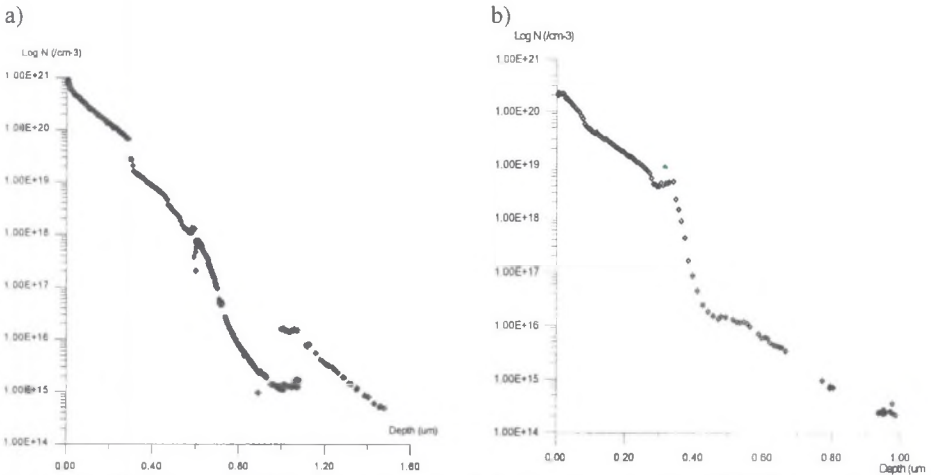 a)
Log N (/cm-3)
1.00E+21
1.00E+20
1.00E+19
1.00E+18
1.00E+17
1.00E+16
1.00E+15
1.00E+14
Depth (um)
0.00 0.40 0.80 1.20 1.60
b)
Log N (/cm-3)
1.00E+21
1.00E+20
1.00E+19
1.00E+18
1.00E+17
1.00E+16
1.00E+15
1.00E+14
0.00 0.20 0.40 0.60 0.80 1.00
Depth (um